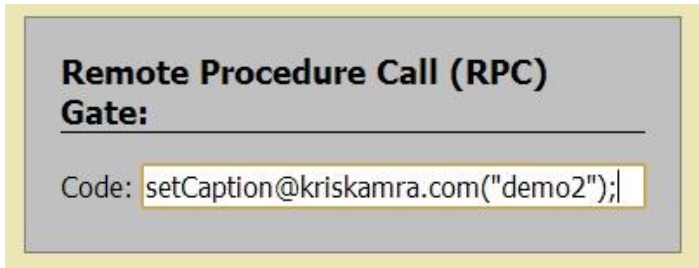 Remote Procedure Call (RPC)
Gate:
Code: setCaption@kriskamra.com("demo2");